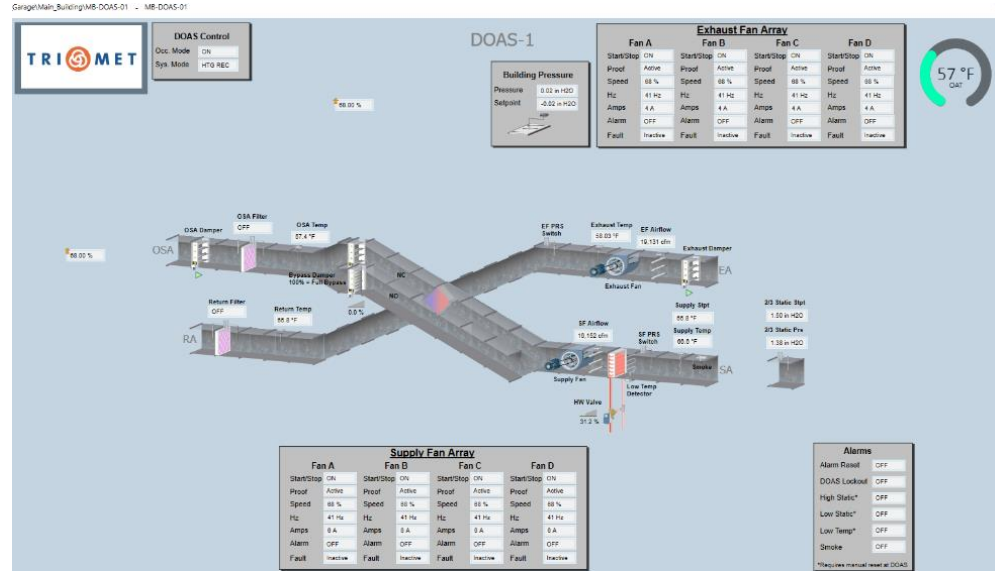 Garage\Main_Building\MB-DOAS-01 - MB-DOAS-01
TRI MET
DOAS Control
Occ. Mode ON
Sys. Mode HTG REC
DOAS-1
Building Pressure
Pressure 0.02 in H2O
Setpoint -0.02 in H2O
Exhaust Fan Array
Fan A Fan B Fan C Fan D
Start/Stop ON Start/Stop ON Start/Stop ON Start/Stop ON
Proof Active Proof Active Proof Active Proof Active
Speed 68 % Speed 68 % Speed 68 % Speed 68 %
Hz 41 Hz Hz 41 Hz Hz 41 Hz Hz 41 Hz
Amps 4 A Amps 4 A Amps 4 A Amps 4 A
Alarm OFF Alarm OFF Alarm OFF Alarm OFF
Fault Inactive Fault Inactive Fault Inactive Fault Inactive
57 °F
OAT
68.00 %
68.00 %
OSA
OSA Damper
OSA Filter
OFF
OSA Temp
57.4 °F
Bypass Damper
100% = Full Bypass
0.0 %
NC
NO
Return Filter
OFF
Return Temp
RA
EF PRS
Switch
Exhaust Temp
EF Airflow
19,131 cfm
Exhaust Damper
Exhaust Fan
EA
Supply Stpt
Supply Temp
SF Airflow
SF PRS
Switch
Supply Fan
Smoke
SA
Low Temp
Detector
HW Valve
31.2 %
2/3 Static Stpt
1.50 in H2O
2/3 Static Prs
1.38 in H2O
Supply Fan Array
Fan A Fan B Fan C Fan D
Start/Stop ON Start/Stop ON Start/Stop ON Start/Stop ON
Proof Active Proof Active Proof Active Proof Active
Speed 68 % Speed 68 % Speed 68 % Speed 68 %
Hz 41 Hz Hz 41 Hz Hz 41 Hz Hz 41 Hz
Amps Amps Amps Amps
Alarm OFF Alarm OFF Alarm OFF Alarm OFF
Fault Inactive Fault Inactive Fault Inactive Fault Inactive
Alarms
Alarm Reset OFF
DOAS Lockout OFF
High Static* OFF
Low Static* OFF
Low Temp* OFF
Smoke OFF
*Requires manual reset at DOAS